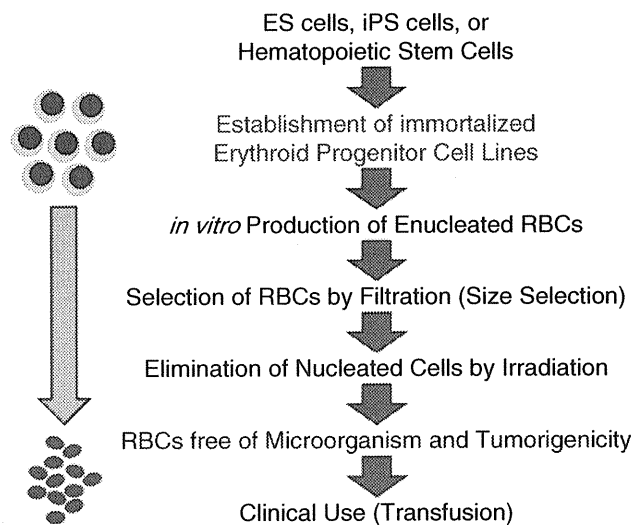 ES cells, iPS cells, or
Hematopoietic Stem Cells
Establishment of immortalized
Erythroid Progenitor Cell Lines
in vitro Production of Enucleated RBCs
Selection of RBCs by Filtration (Size Selection)
Elimination of Nucleated Cells by Irradiation
RBCs free of Microorganism and Tumorigenicity
Clinical Use (Transfusion)